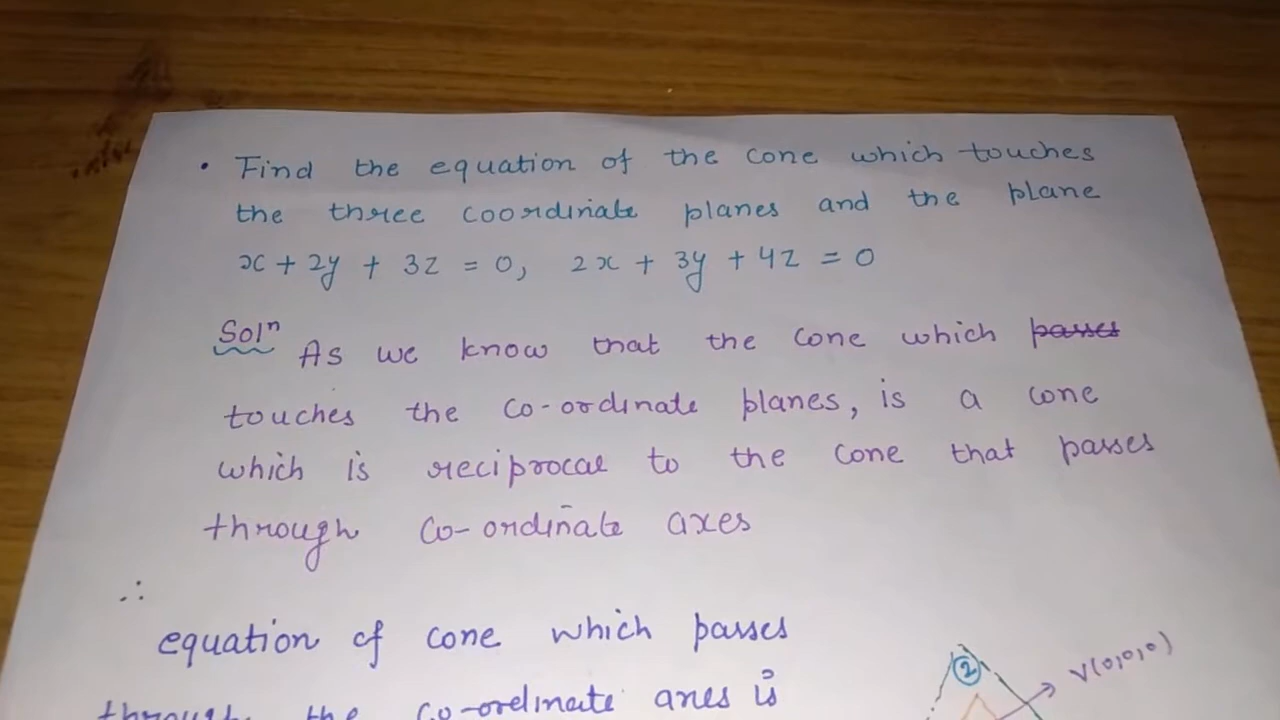 • Find the equation of the cone which touches
the three coordinate planes and the plane
x + 2y + 3z = 0, 2x + 3y + 4z = 0
Solⁿ As we know that the cone which passes
touches the co-ordinate planes, is a cone
which is reciprocal to the cone that passes
through co-ordinate axes
∴
equation of cone which passes
through the co-ordinate axes is
② V(0,0,0)